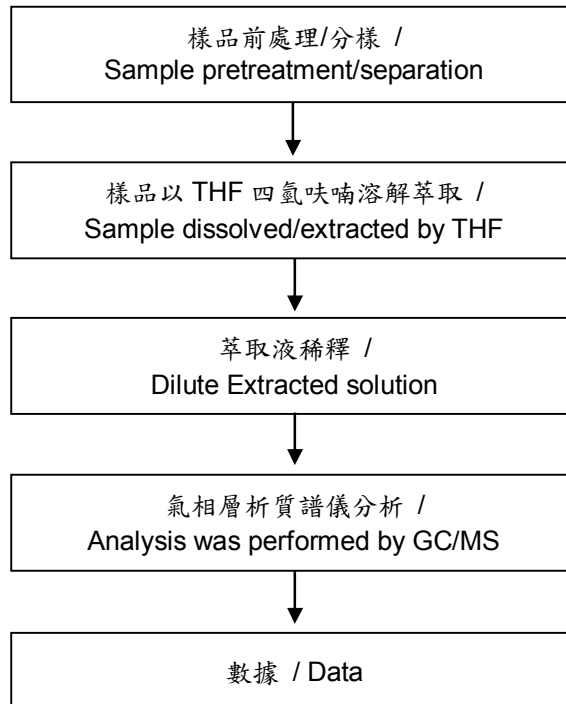 樣品前處理/分樣 /
Sample pretreatment/separation
樣品以 THF 四氫呋喃溶解萃取 /
Sample dissolved/extracted by THF
萃取液稀釋 /
Dilute Extracted solution
氣相層析質譜儀分析 /
Analysis was performed by GC/MS
數據 / Data